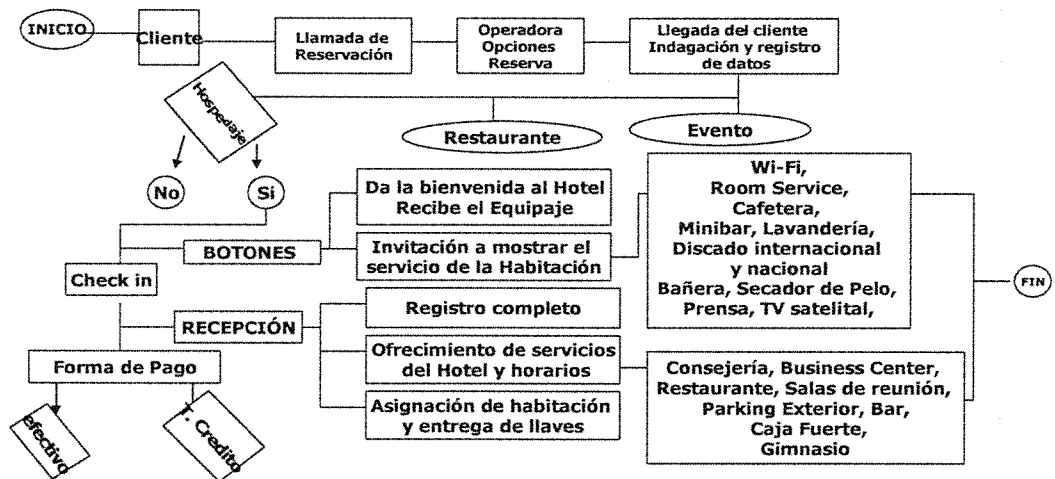 INICIO
Cliente
Llamada de
Reservación
Operadora
Opciones
Reserva
Llegada del cliente
Indagación y registro
de datos
Hospedaje
Restaurante
Evento
No
Si
Da la bienvenida al Hotel
Recibe el Equipaje
BOTONES
Invitación a mostrar el
servicio de la Habitación
Wi-Fi,
Room Service,
Cafetera,
Minibar, Lavandería,
Discado internacional
y nacional
Bañera, Secador de Pelo,
Prensa, TV satelital,
FIN
Check in
RECEPCIÓN
Registro completo
Ofrecimiento de servicios
del Hotel y horarios
Asignación de habitación
y entrega de llaves
Consejería, Business Center,
Restaurante, Salas de reunión,
Parking Exterior, Bar,
Caja Fuerte,
Gimnasio
Forma de Pago
efectivo
T. Credito